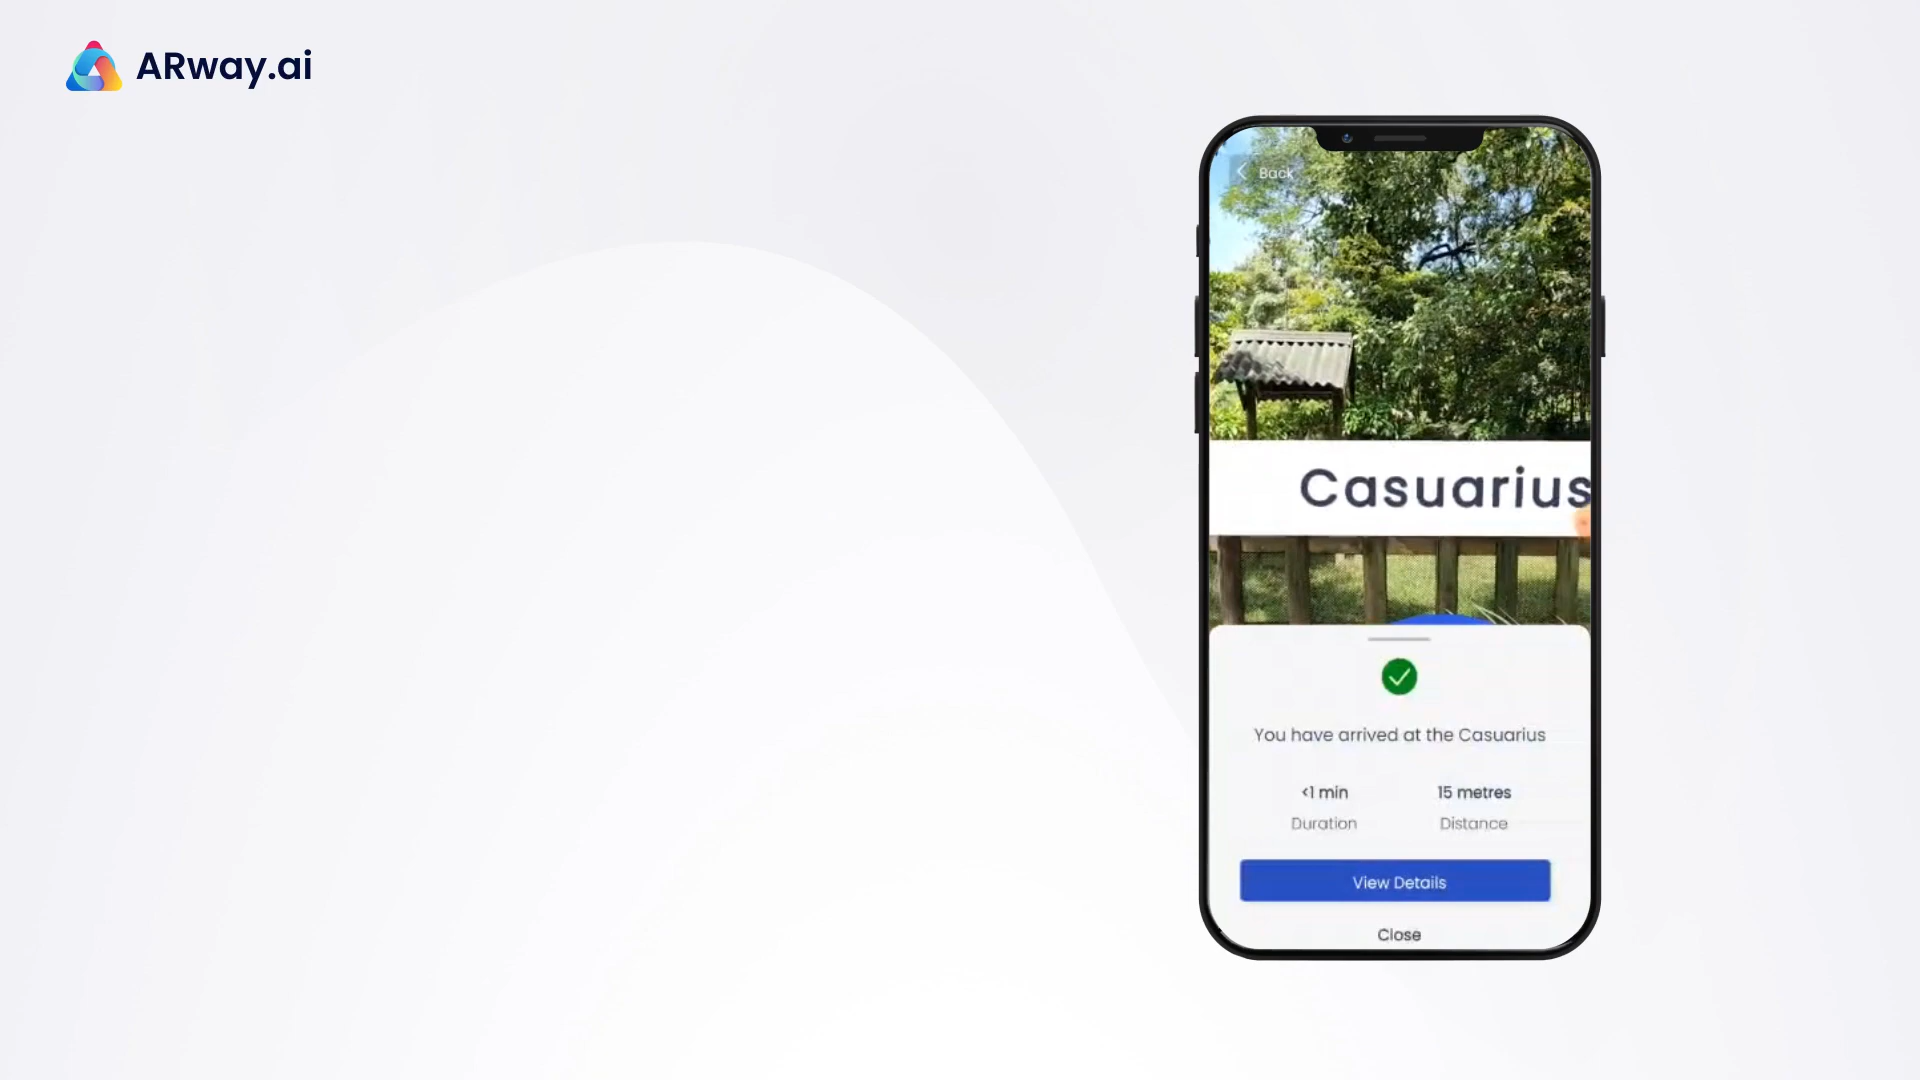 ARway.ai
Back
Casuarius
You have arrived at the Casuarius
<1 min
15 metres
Duration
Distance
View Details
Close